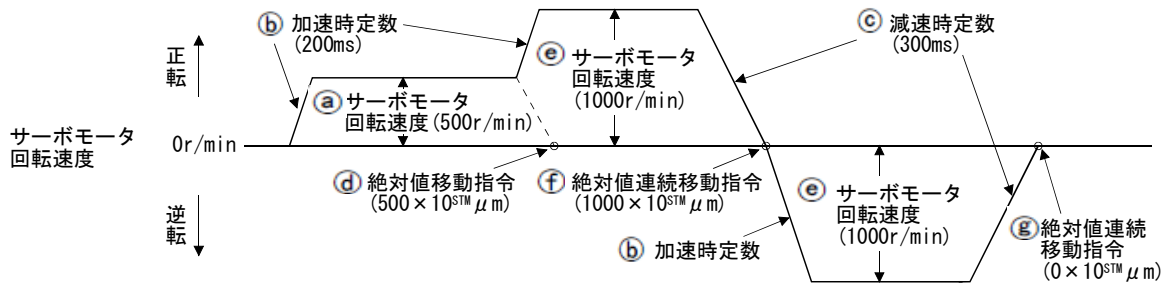 正転
サーボモータ
回転速度
0r/min
逆転
ⓑ 加速時定数
(200ms)
ⓐ サーボモータ
回転速度(500r/min)
ⓔ サーボモータ
回転速度
(1000r/min)
ⓒ 減速時定数
(300ms)
ⓓ 絶対値移動指令
(500×10ˢᵀᴹ μm)
ⓕ 絶対値連続移動指令
(1000×10ˢᵀᴹ μm)
ⓑ 加速時定数
ⓔ サーボモータ
回転速度
(1000r/min)
ⓖ 絶対値連続
移動指令
(0×10ˢᵀᴹ μm)